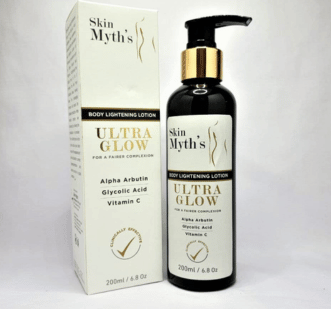 Skin
Myth's
BODY LIGHTENING LOTION
ULTRA
GLOW
FOR A FAIRER COMPLEXION
Alpha Arbutin
Glycolic Acid
Vitamin C
CLINICALLY EFFECTIVE
200ml / 6.8 Oz
Skin
Myth's
BODY LIGHTENING LOTION
ULTRA
GLOW
FOR A FAIRER COMPLEXION
Alpha Arbutin
Glycolic Acid
Vitamin C
200ml / 6.8 Oz